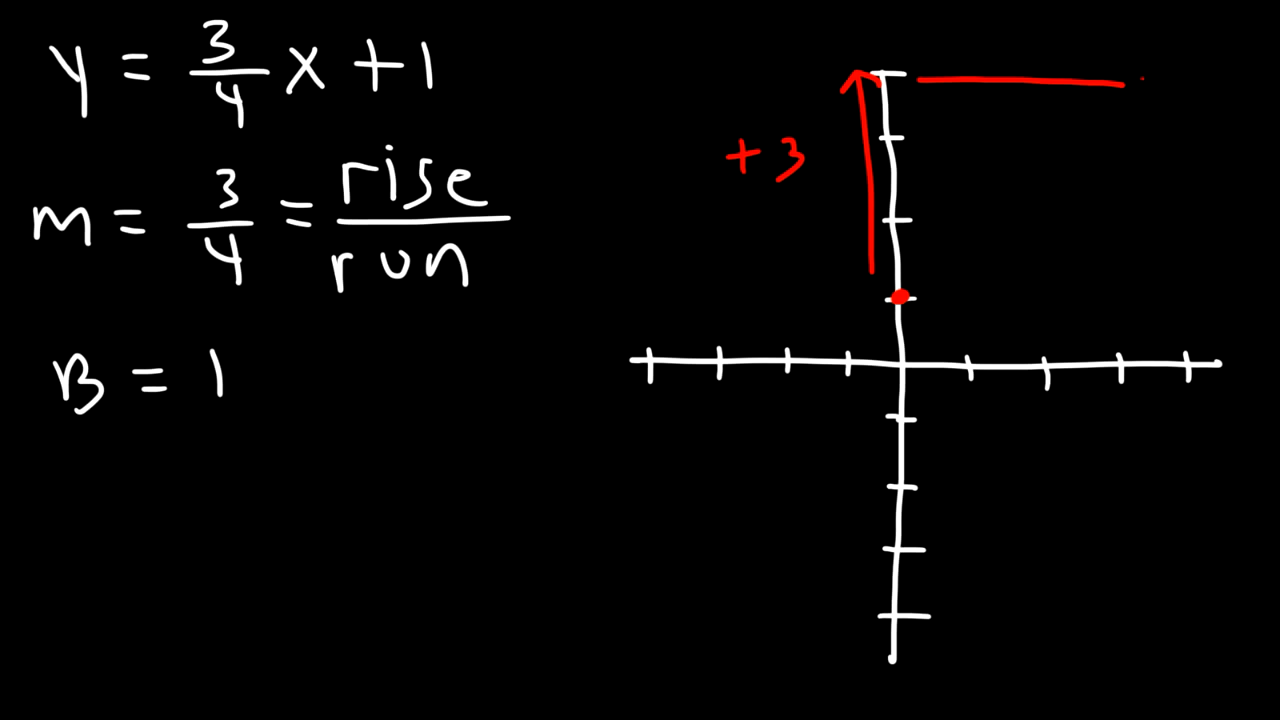 y = 3/4 x + 1
m = 3/4 = rise/run
B = 1
+3